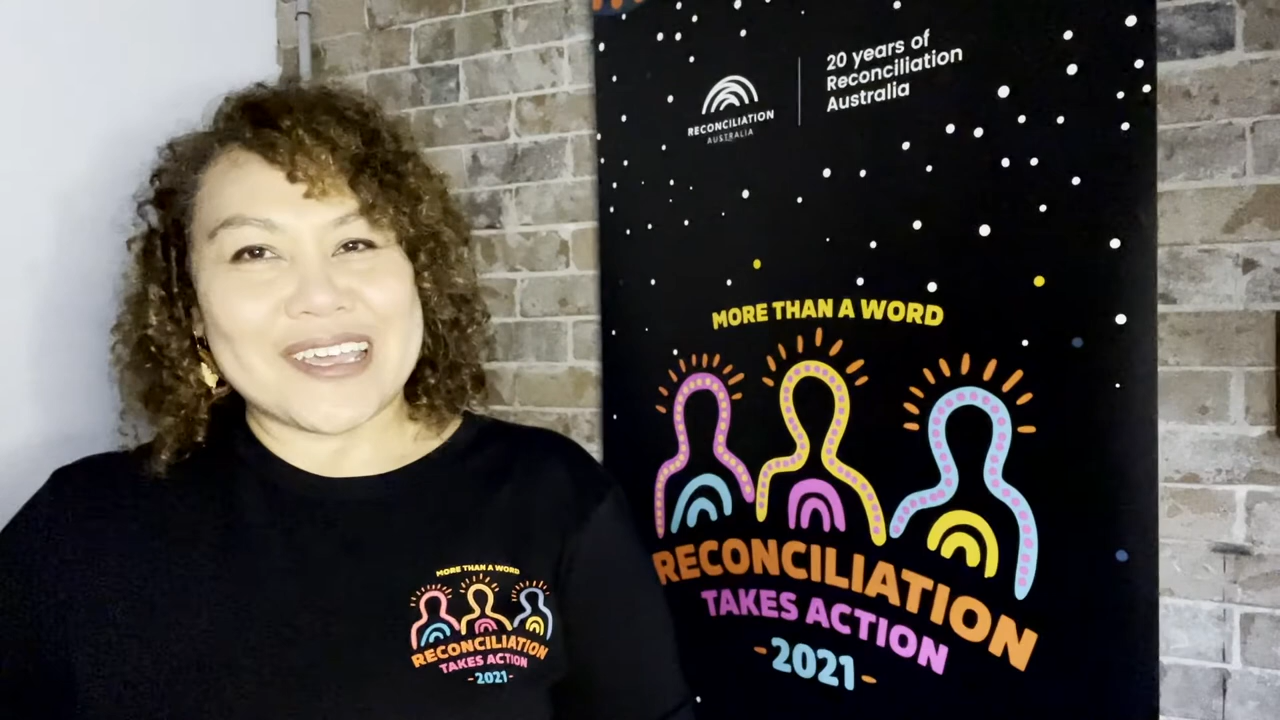 20 years of
Reconciliation
Australia
RECONCILIATION
AUSTRALIA
MORE THAN A WORD
RECONCILIATION
TAKES ACTION
-2021-
MORE THAN A WORD
RECONCILIATION
TAKES ACTION
-2021-